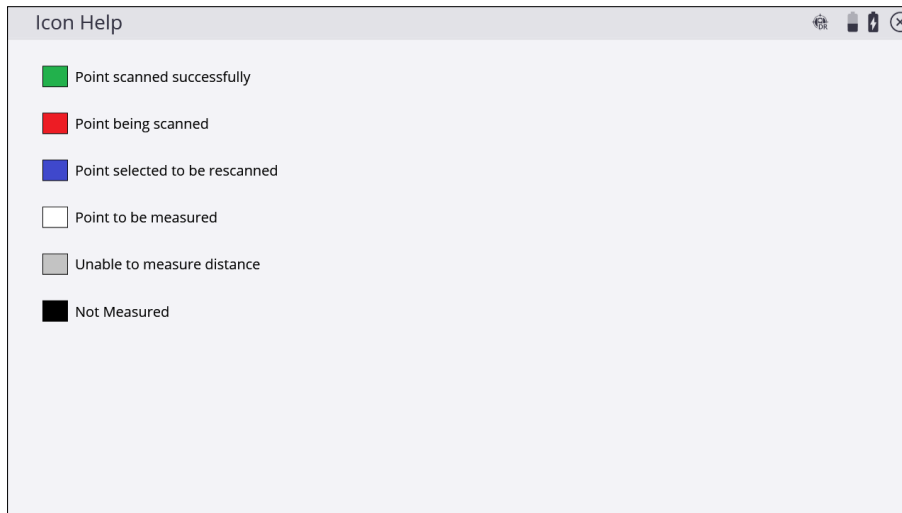 Icon Help
DR
Point scanned successfully
Point being scanned
Point selected to be rescanned
Point to be measured
Unable to measure distance
Not Measured